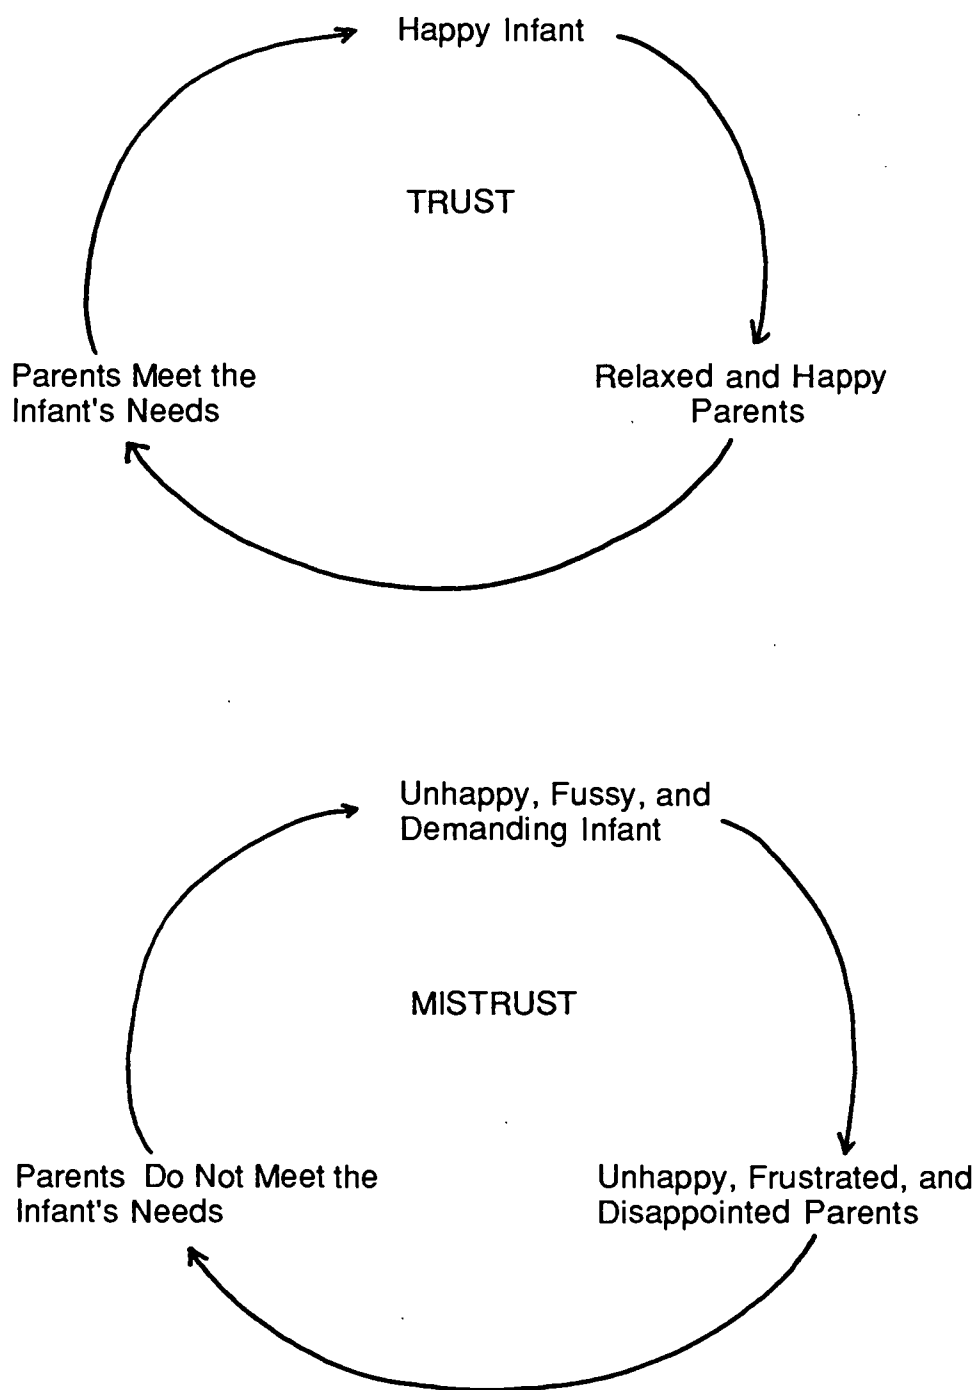 Happy Infant
TRUST
Parents Meet the
Infant's Needs
Relaxed and Happy
Parents
Unhappy, Fussy, and
Demanding Infant
MISTRUST
Parents Do Not Meet the
Infant's Needs
Unhappy, Frustrated, and
Disappointed Parents